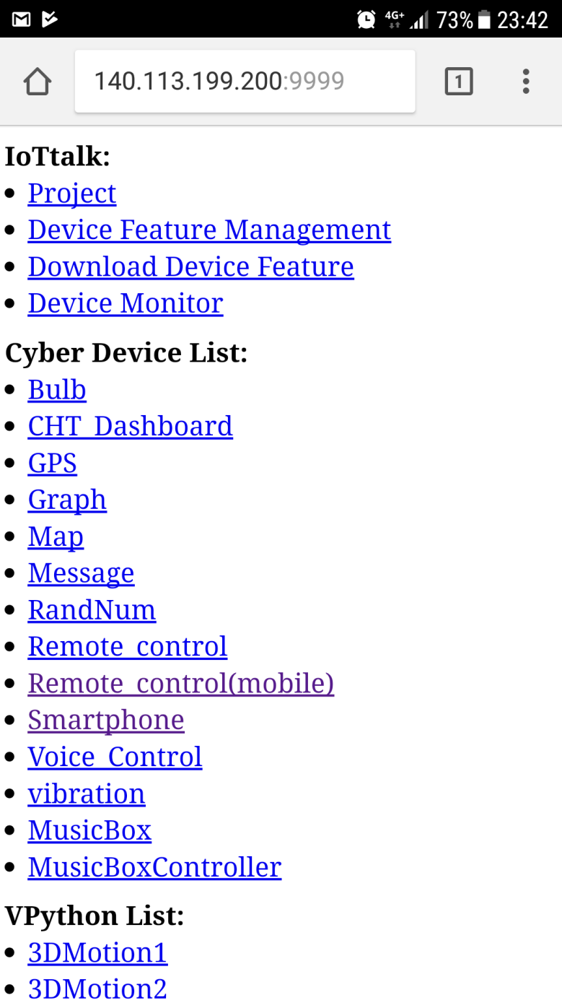 4G+ 73% 23:42
140.113.199.200:9999 1
IoTtalk:
Project
Device Feature Management
Download Device Feature
Device Monitor
Cyber Device List:
Bulb
CHT_Dashboard
GPS
Graph
Map
Message
RandNum
Remote_control
Remote_control(mobile)
Smartphone
Voice_Control
vibration
MusicBox
MusicBoxController
VPython List:
3DMotion1
3DMotion2